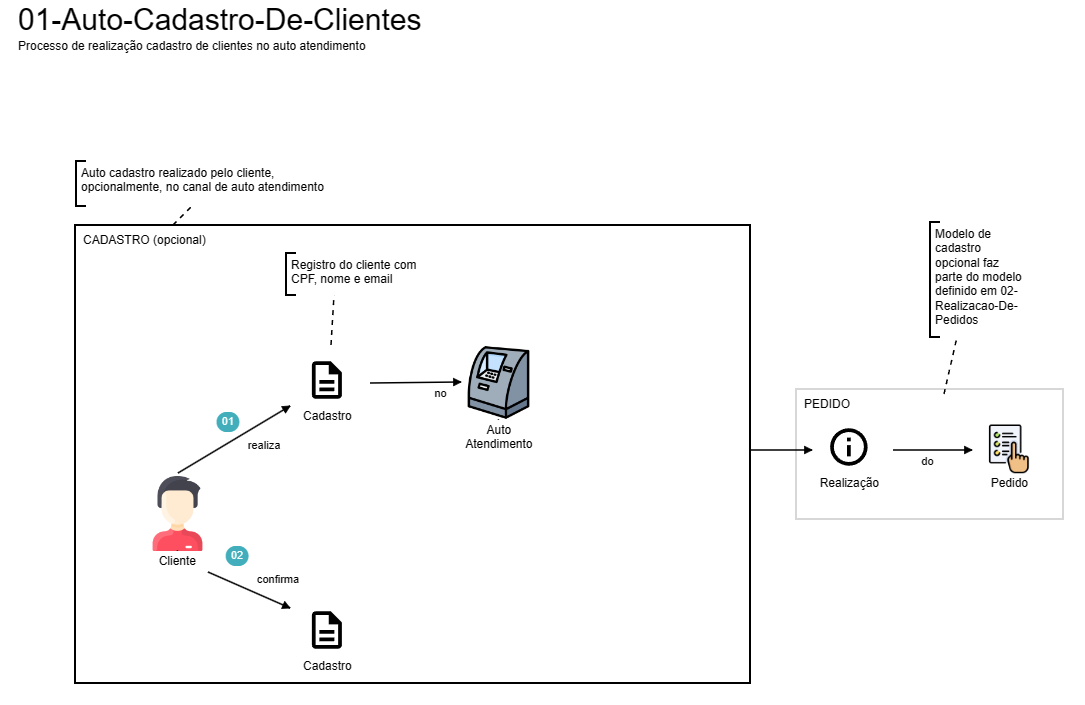 01-Auto-Cadastro-De-Clientes
Processo de realização cadastro de clientes no auto atendimento
Auto cadastro realizado pelo cliente,
opcionalmente, no canal de auto atendimento
CADASTRO (opcional)
Registro do cliente com
CPF, nome e email
Modelo de
cadastro
opcional faz
parte do modelo
definido em 02-
Realizacao-De-
Pedidos
Cadastro
no
Auto
Atendimento
01
realiza
Cliente
02
confirma
Cadastro
PEDIDO
Realização
do
Pedido